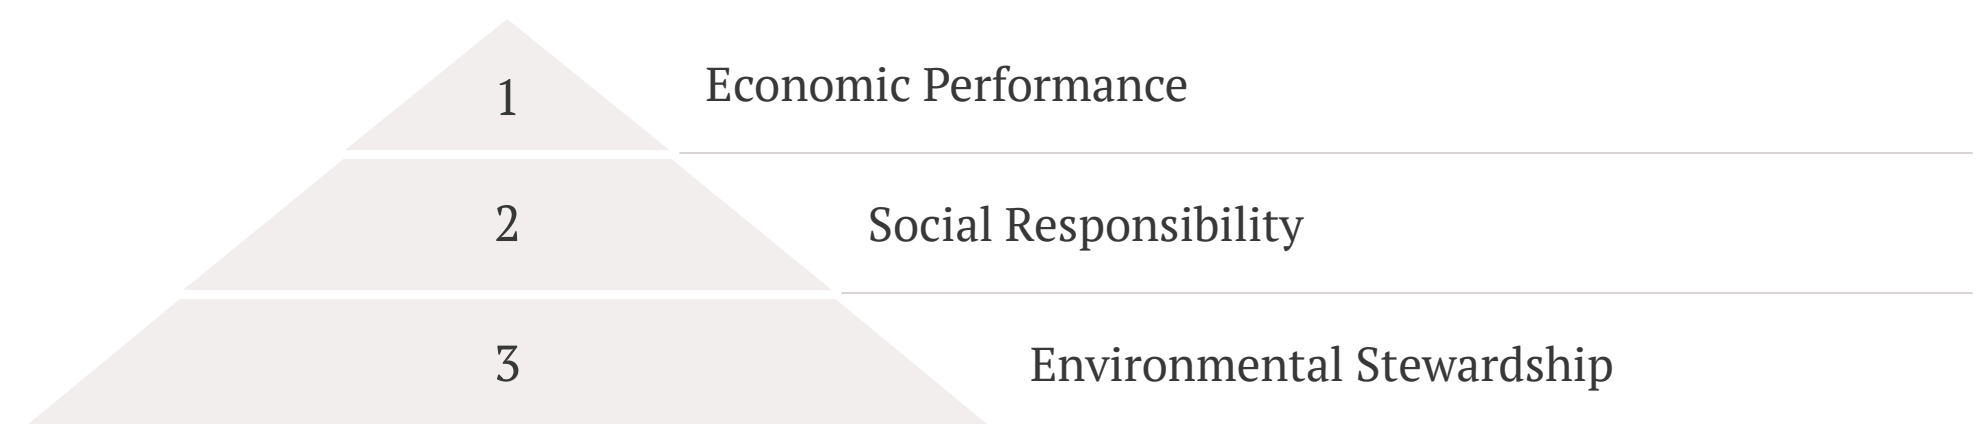 1
Economic Performance
2
Social Responsibility
3
Environmental Stewardship